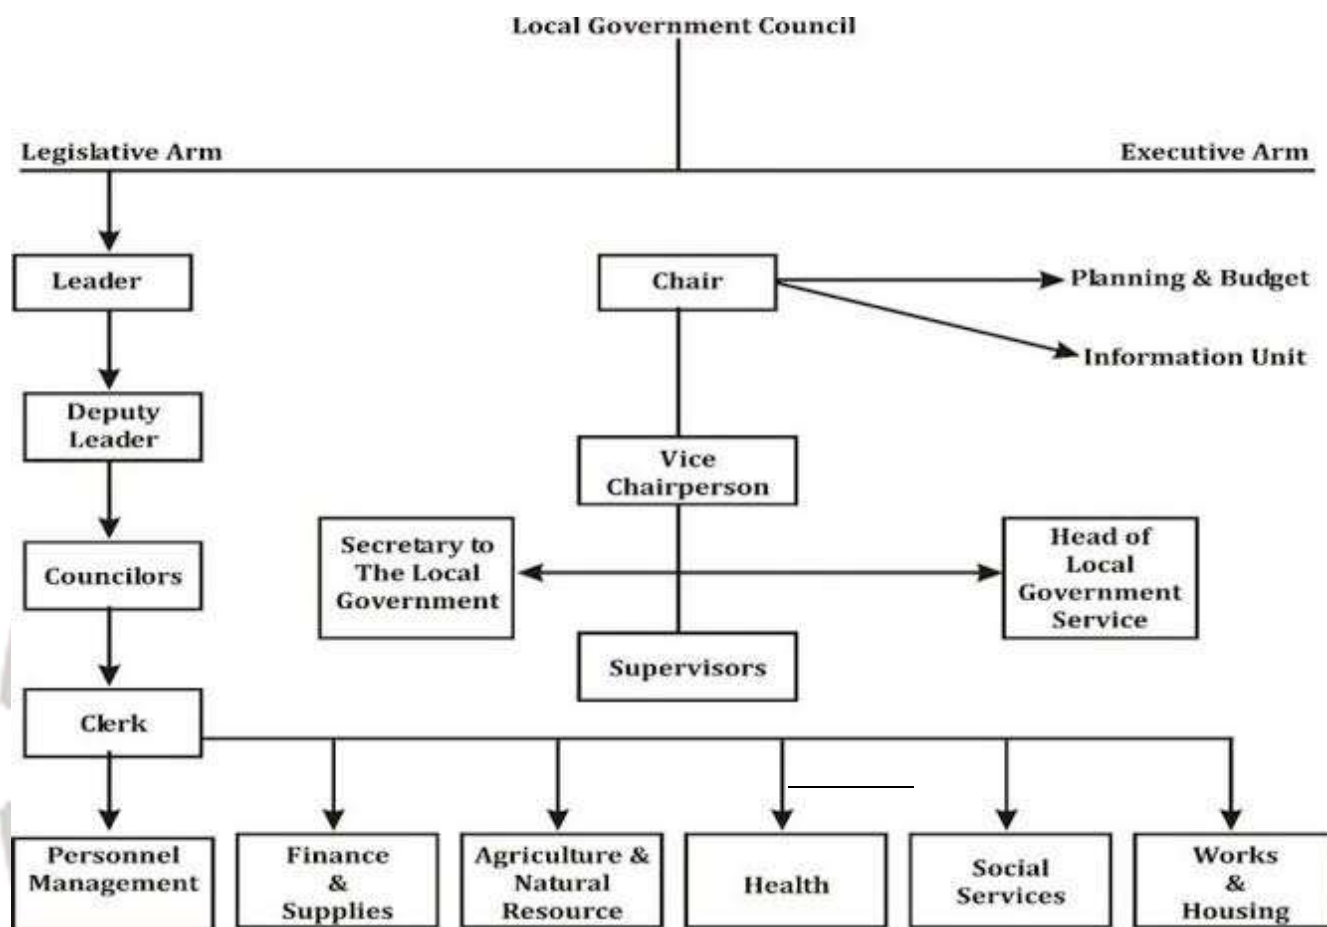 Local Government Council
Legislative Arm
Executive Arm
Leader
Chair
Planning & Budget
Information Unit
Deputy
Leader
Vice
Chairperson
Secretary to
The Local
Government
Head of
Local
Government
Service
Councilors
Supervisors
Clerk
Personnel
Management
Finance
&
Supplies
Agriculture &
Natural
Resource
Health
Social
Services
Works
&
Housing